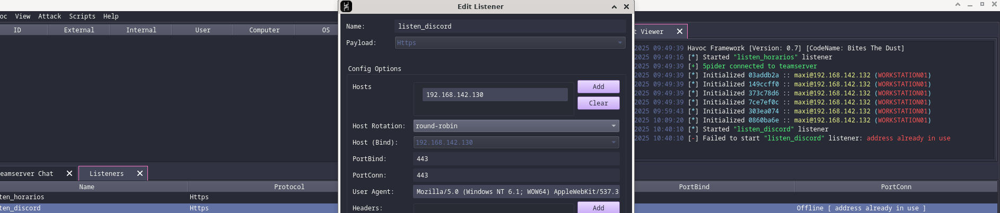 Edit Listener
oc View Attack Scripts Help
ID External Internal User Computer OS
Name: listen_discord
Payload: Https
Config Options
Hosts 192.168.142.130 Add
Clear
Host Rotation: round-robin
Host (Bind): 192.168.142.130
PortBind: 443
PortConn: 443
User Agent: Mozilla/5.0 (Windows NT 6.1; WOW64) AppleWebKit/537.3
Headers: Add
t Viewer
2025 09:49:39 Havoc Framework [Version: 0.7] [CodeName: Bites The Dust]
2025 09:49:16 [*] Started "listen_horarios" listener
2025 09:49:39 [+] 5pider connected to teamserver
2025 09:49:39 [*] Initialized 03addb2a :: maxi@192.168.142.132 (WORKSTATION01)
2025 09:49:39 [*] Initialized 149ccff0 :: maxi@192.168.142.132 (WORKSTATION01)
2025 09:49:39 [*] Initialized 373c78d6 :: maxi@192.168.142.132 (WORKSTATION01)
2025 09:49:39 [*] Initialized 7ce7ef0c :: maxi@192.168.142.132 (WORKSTATION01)
2025 09:59:43 [*] Initialized 303ea074 :: maxi@192.168.142.132 (WORKSTATION01)
2025 10:09:20 [*] Initialized 0860ba6e :: maxi@192.168.142.132 (WORKSTATION01)
2025 10:40:10 [*] Started "listen_discord" listener
2025 10:40:10 [-] Failed to start "listen_discord" listener: address already in use
eamserver Chat Listeners
Name Protocol PortBind PortConn
ten_horarios Https
ten_discord Https Offline [ address already in use ]